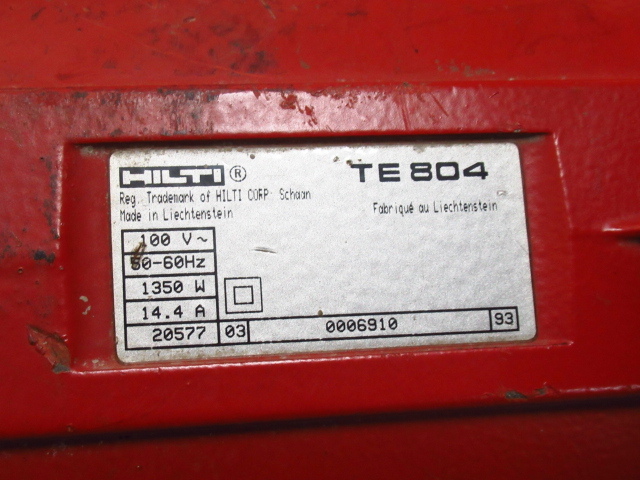 HILTI ® TE 804
Reg. Trademark of HILTI CORP. Schaan
Made in Liechtenstein Fabriqué au Liechtenstein
100 V ~
50-60Hz
1350 W
14.4 A
20577 03 0006910 93